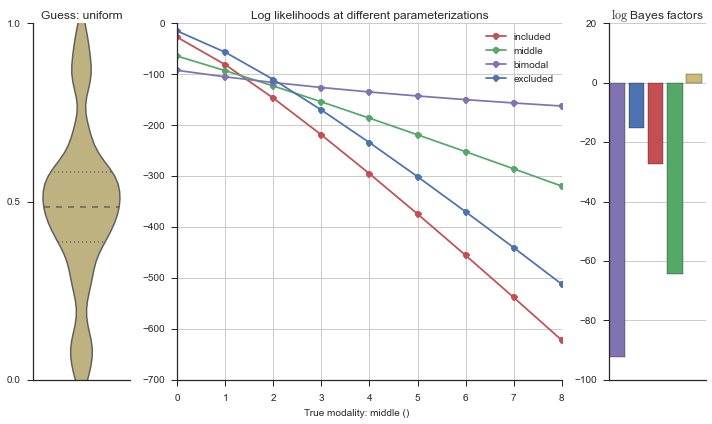 Guess: uniform
1.0
0.5
0.0
Log likelihoods at different parameterizations
0
−100
−200
−300
−400
−500
−600
−700
included
middle
bimodal
excluded
0 1 2 3 4 5 6 7 8
True modality: middle ()
log Bayes factors
20
0
−20
−40
−60
−80
−100